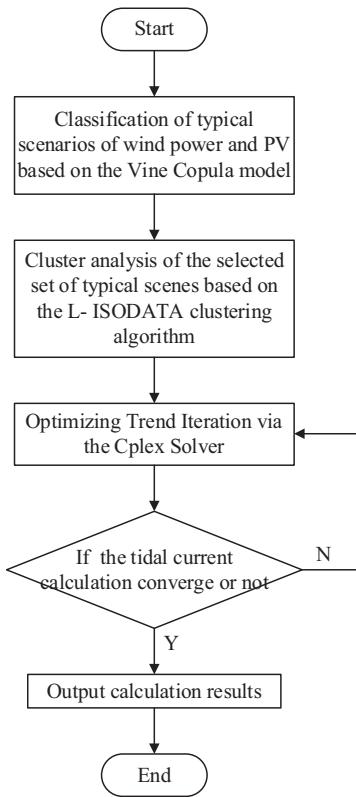 Start
Classification of typical
scenarios of wind power and PV
based on the Vine Copula model
Cluster analysis of the selected
set of typical scenes based on
the L- ISODATA clustering
algorithm
Optimizing Trend Iteration via
the Cplex Solver
If the tidal current
calculation converge or not
N
Y
Output calculation results
End